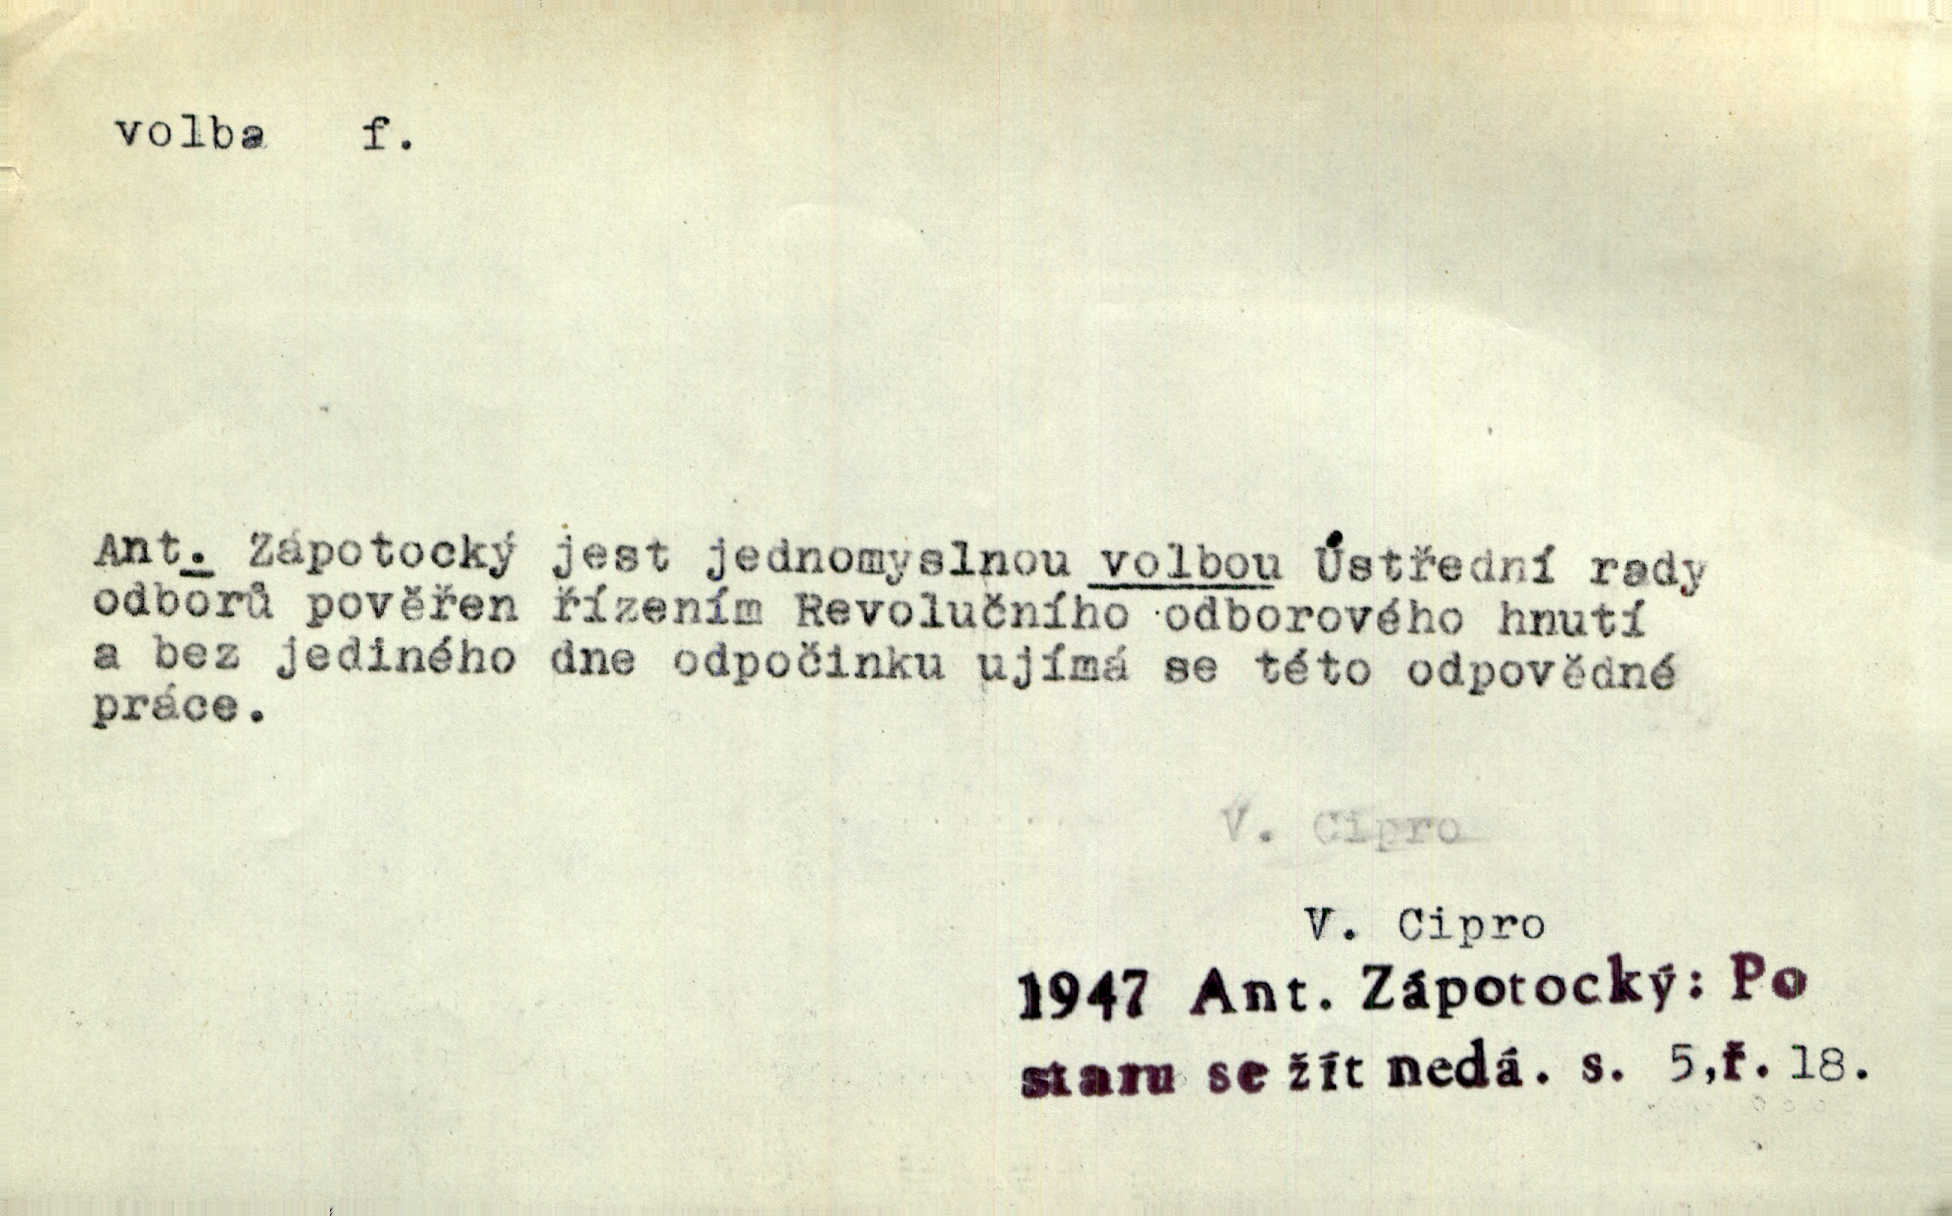 volba f.
Ant. Zápotocký jest jednomyslnou volbou Ústřední rady
odborů pověřen řízením Revolučního odborového hnutí
a bez jediného dne odpočinku ujímá se této odpovědné
práce.
V. Cipro
V. Cipro
1947 Ant. Zápotocký: Po
staru se žít nedá. s. 5,ř. 18.